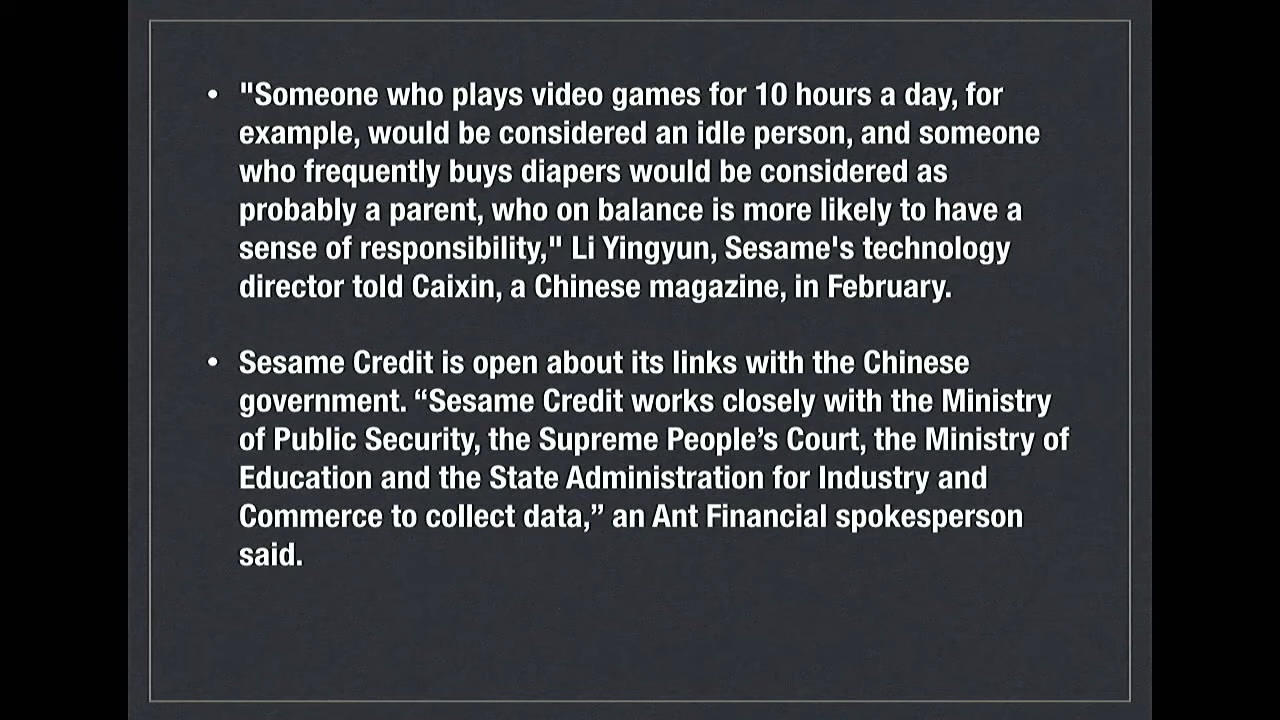 • "Someone who plays video games for 10 hours a day, for
example, would be considered an idle person, and someone
who frequently buys diapers would be considered as
probably a parent, who on balance is more likely to have a
sense of responsibility," Li Yingyun, Sesame's technology
director told Caixin, a Chinese magazine, in February.
• Sesame Credit is open about its links with the Chinese
government. “Sesame Credit works closely with the Ministry
of Public Security, the Supreme People’s Court, the Ministry of
Education and the State Administration for Industry and
Commerce to collect data,” an Ant Financial spokesperson
said.